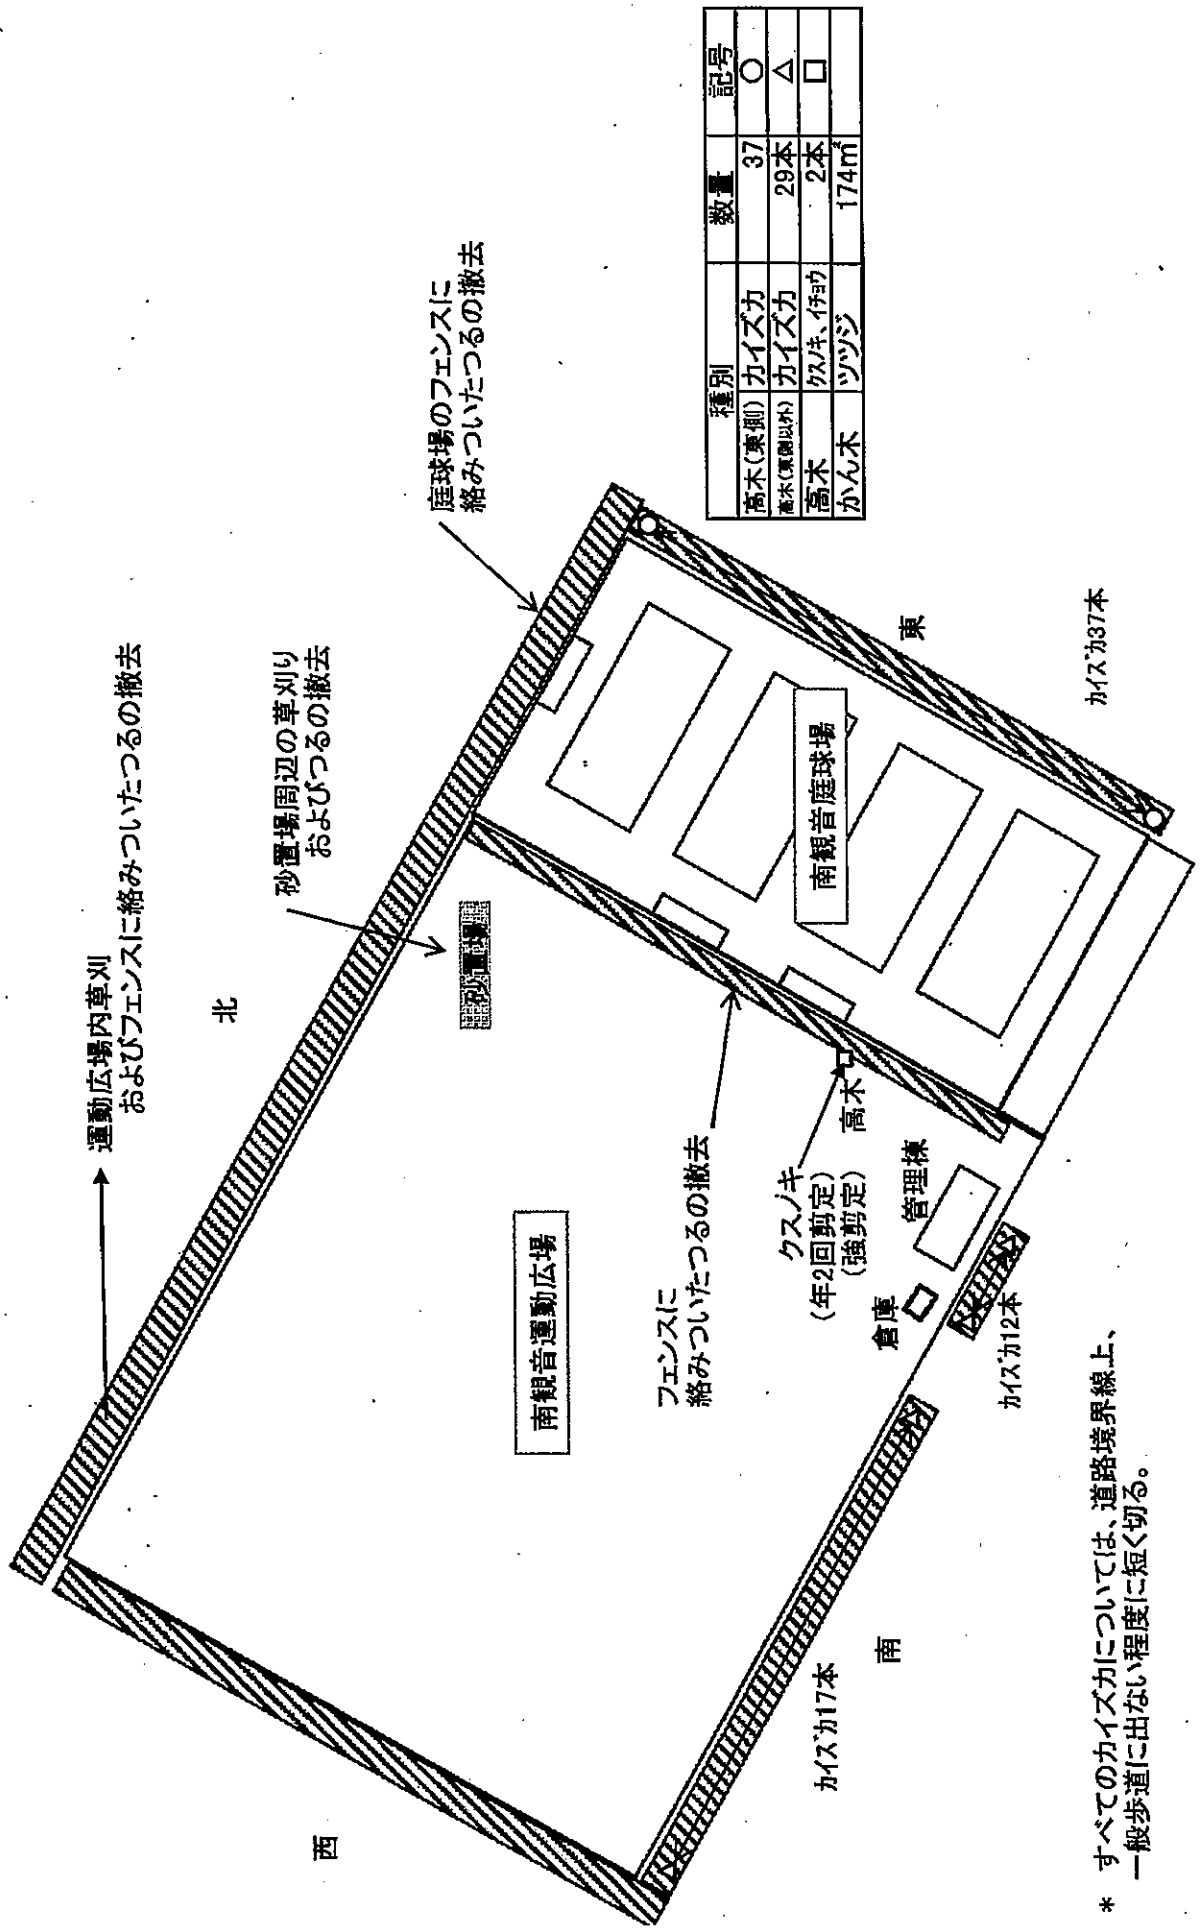 運動広場内草刈
およびフェンスに絡みついたつるの撤去
北
砂置場周辺の草刈り
およびつるの撤去
庭球場のフェンスに
絡みついたつるの撤去
砂置場
西
南観音運動広場
フェンスに
絡みついたつるの撤去
クスノキ
(年2回剪定)
(強剪定)
高木
南観音庭球場
東
倉庫
管理棟
カイズカ17本
南
カイズカ12本
カイズカ37本
種別 数量 記号
高木(東側) カイズカ 37 ○
高木(東側以外) カイズカ 29本 △
高木 クスノキ、イチョウ 2本 □
かん木 ツツジ 174㎡
* すべてのカイズカについては、道路境界線上、
一般歩道に出ない程度に短く切る。